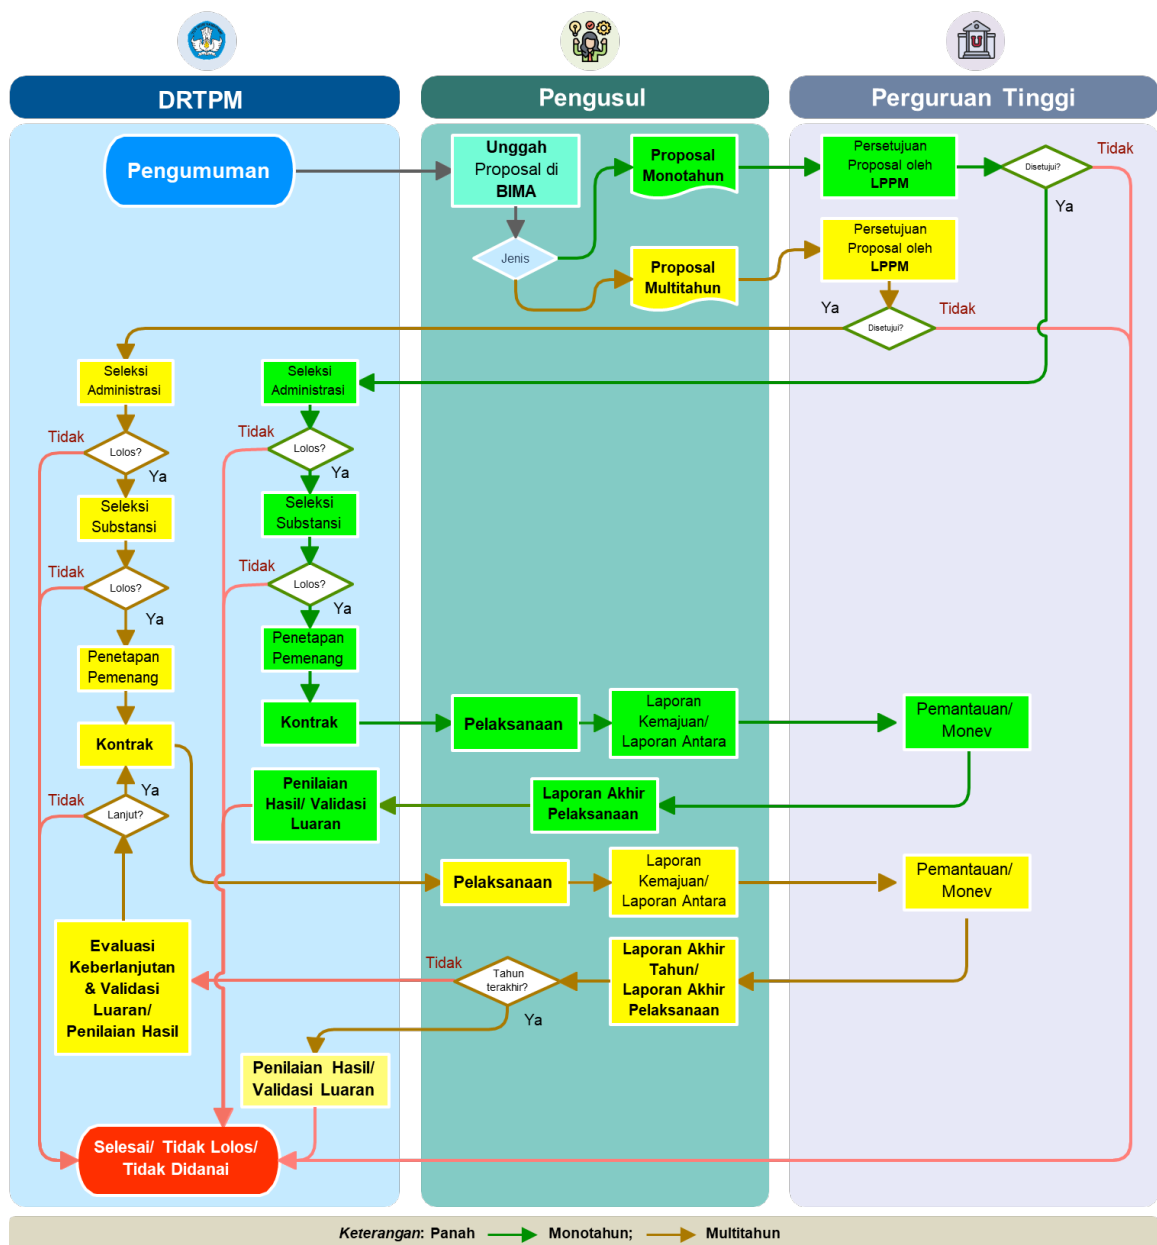 DRTPM
Pengusul
Perguruan Tinggi
Pengumuman
Unggah
Proposal di
BIMA
Jenis
Proposal
Monotahun
Proposal
Multitahun
Persetujuan
Proposal oleh
LPPM
Disetujui?
Tidak
Ya
Persetujuan
Proposal oleh
LPPM
Ya
Disetujui?
Tidak
Seleksi
Administrasi
Tidak
Lolos?
Ya
Seleksi
Substansi
Tidak
Lolos?
Ya
Penetapan
Pemenang
Kontrak
Ya
Tidak
Lanjut?
Seleksi
Administrasi
Tidak
Lolos?
Ya
Seleksi
Substansi
Tidak
Lolos?
Ya
Penetapan
Pemenang
Kontrak
Pelaksanaan
Laporan
Kemajuan/
Laporan Antara
Pemantauan/
Monev
Penilaian
Hasil/ Validasi
Luaran
Laporan Akhir
Pelaksanaan
Pelaksanaan
Laporan
Kemajuan/
Laporan Antara
Pemantauan/
Monev
Evaluasi
Keberlanjutan
& Validasi
Luaran/
Penilaian Hasil
Tidak
Tahun
terakhir?
Ya
Laporan Akhir
Tahun/
Laporan Akhir
Pelaksanaan
Penilaian Hasil/
Validasi Luaran
Selesai/ Tidak Lolos/
Tidak Didanai
Keterangan: Panah Monotahun; Multitahun